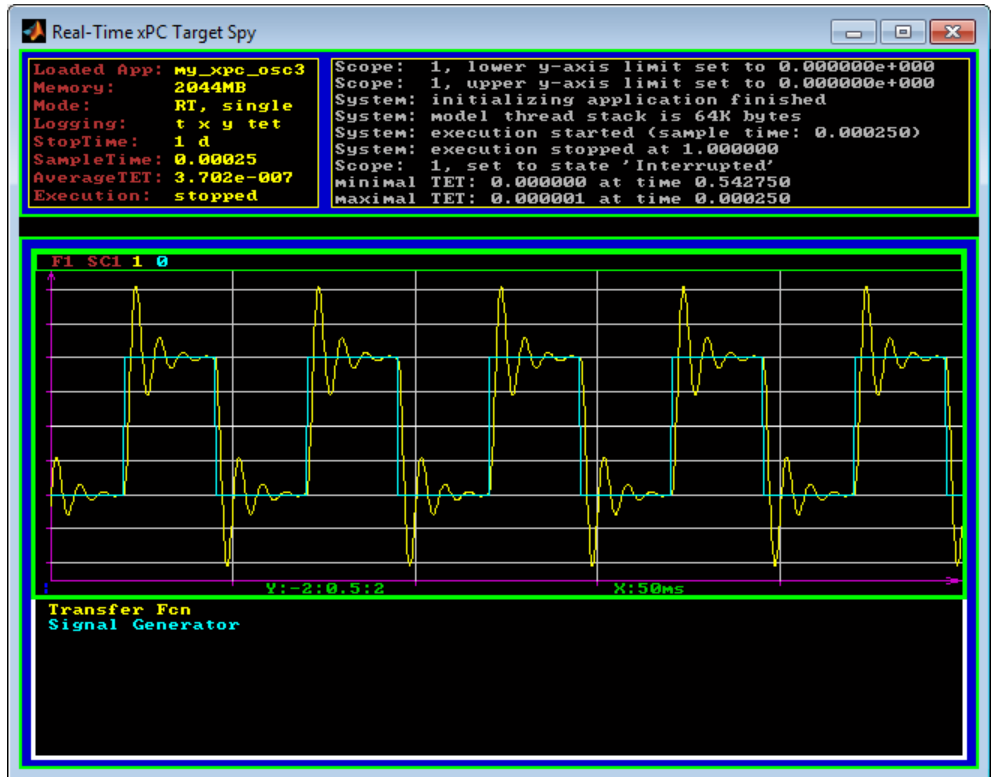 Real-Time xPC Target Spy
Loaded App: my_xpc_osc3
Memory: 2044MB
Mode: RT, single
Logging: t x y tet
StopTime: 1 d
SampleTime: 0.00025
AverageTET: 3.702e-007
Execution: stopped
Scope: 1, lower y-axis limit set to 0.000000e+000
Scope: 1, upper y-axis limit set to 0.000000e+000
System: initializing application finished
System: model thread stack is 64K bytes
System: execution started (sample time: 0.000250)
System: execution stopped at 1.000000
Scope: 1, set to state 'Interrupted'
minimal TET: 0.000000 at time 0.542750
maximal TET: 0.000001 at time 0.000250
F1 SC1 1 0
Y:-2:0.5:2 X:50ms
Transfer Fcn
Signal Generator